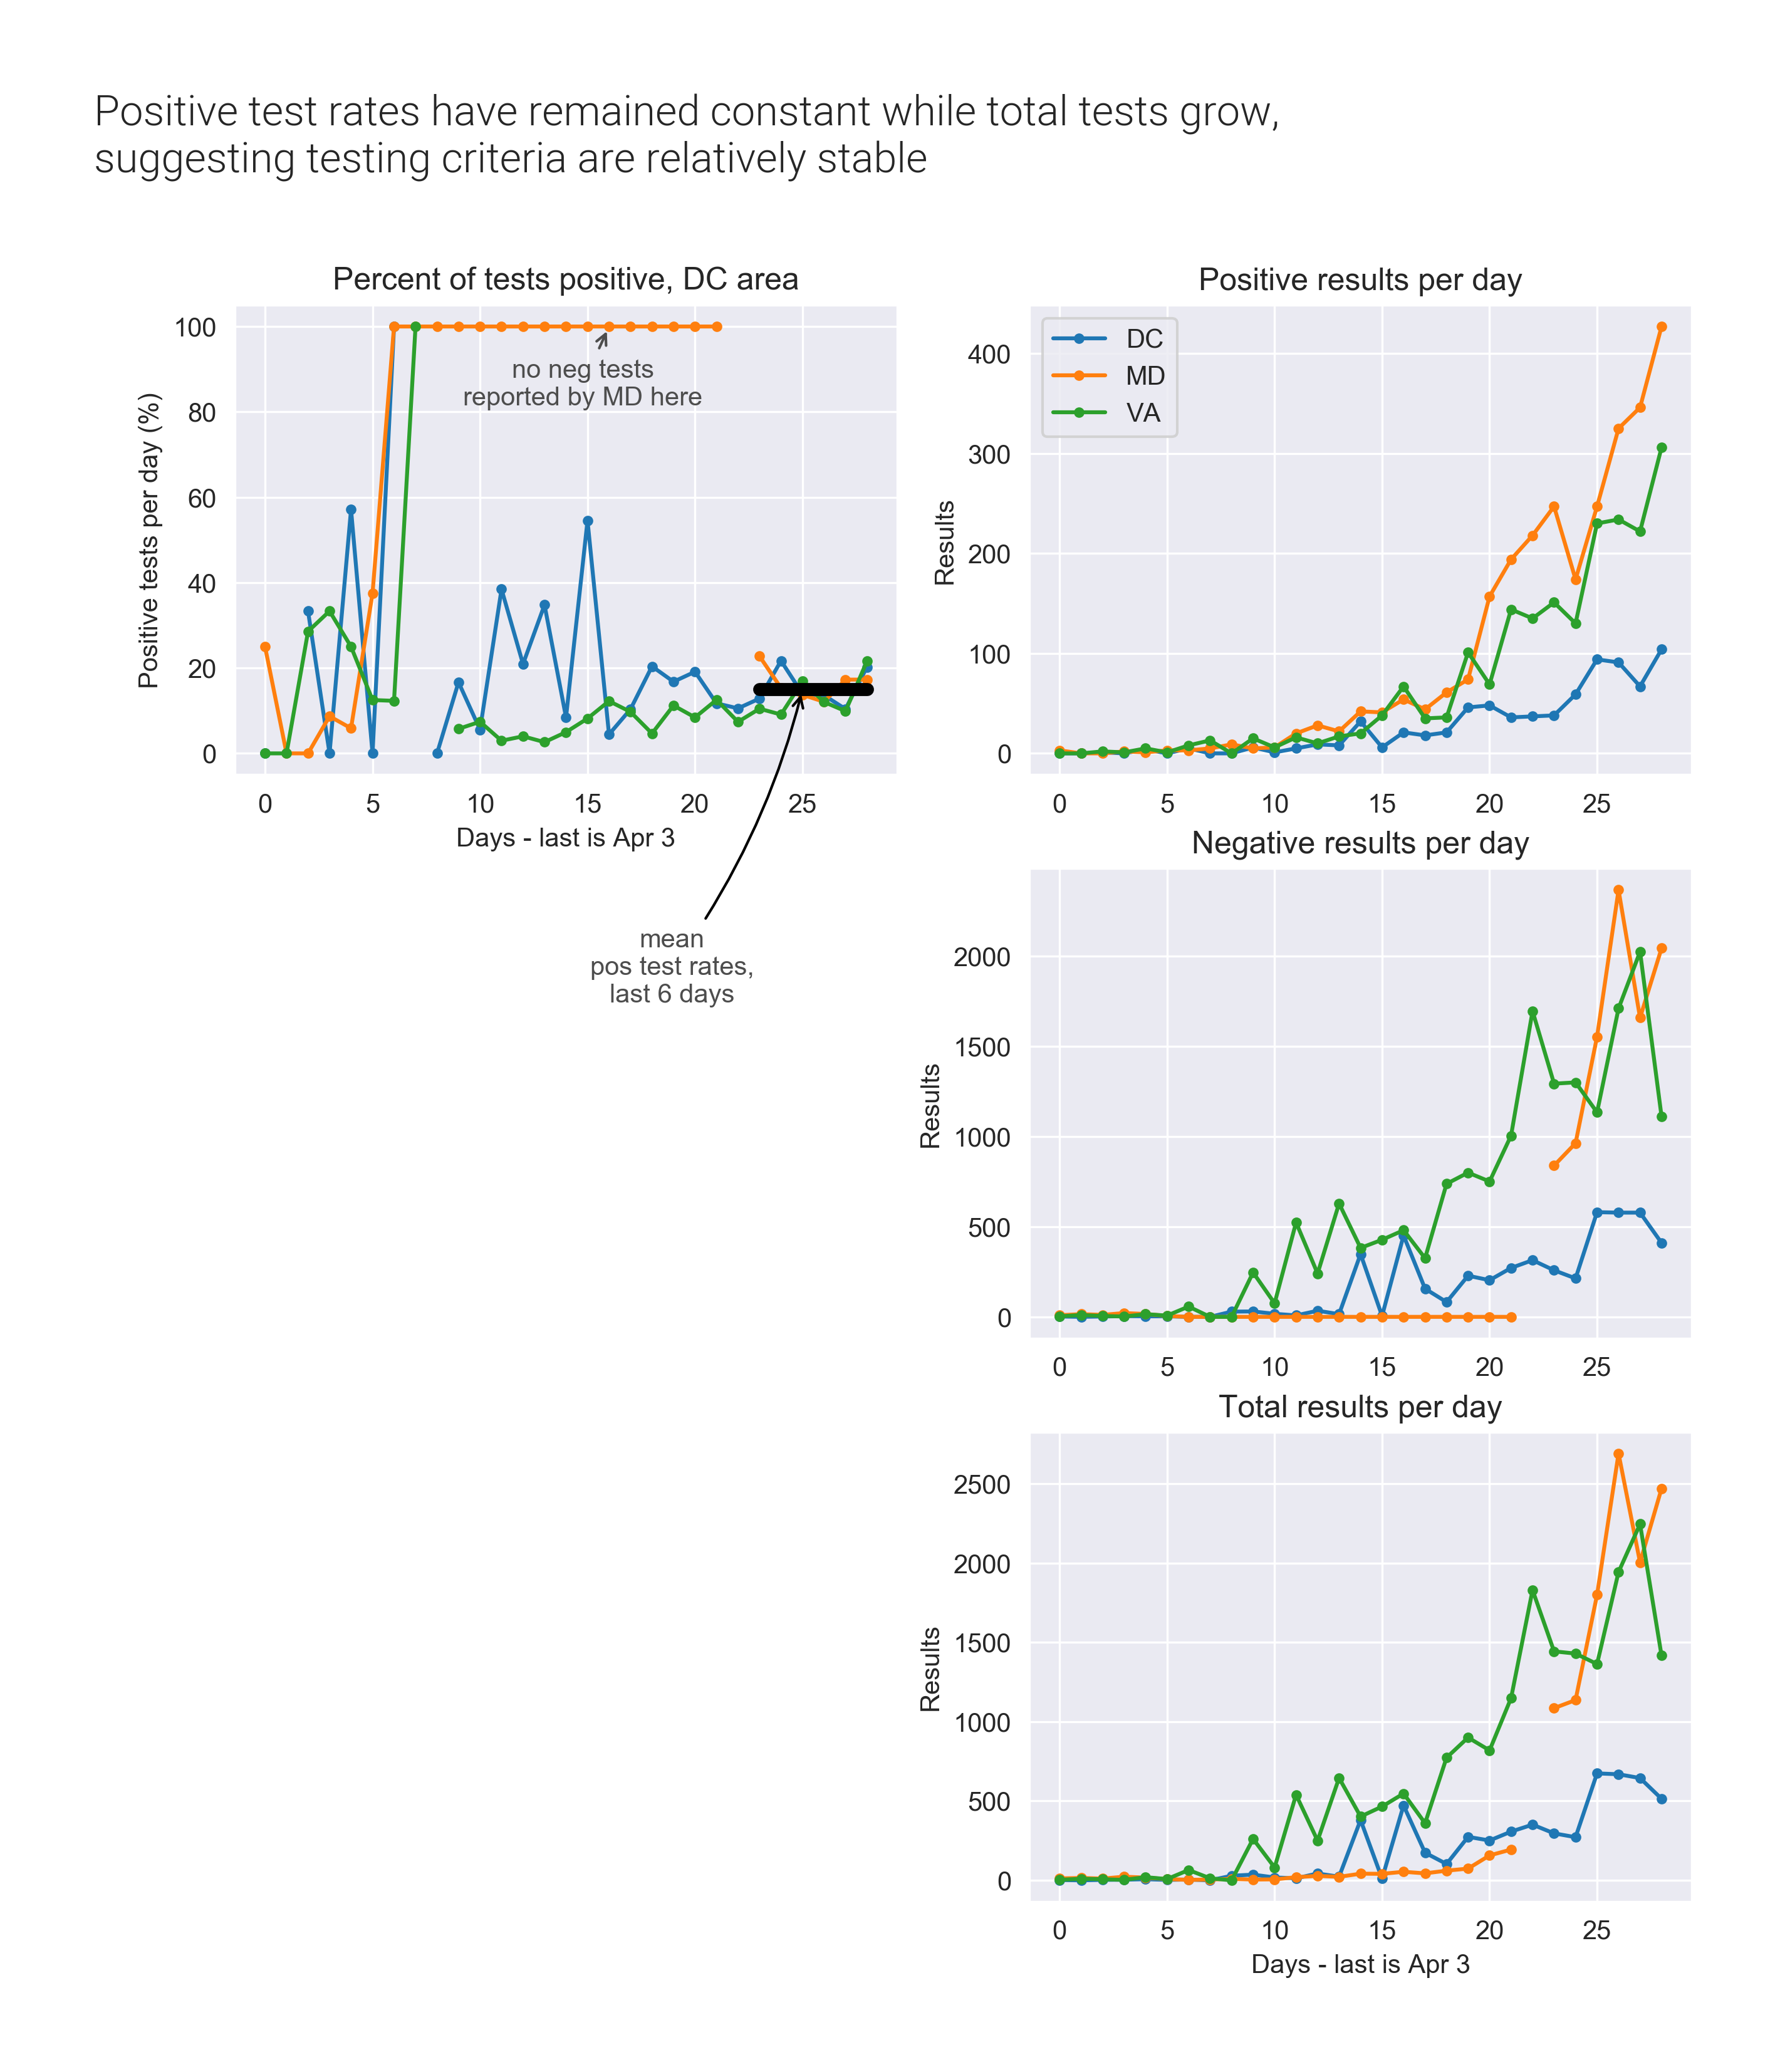 Positive test rates have remained constant while total tests grow,
suggesting testing criteria are relatively stable
Percent of tests positive, DC area
Positive tests per day (%)
100
80
60
40
20
0
no neg tests
reported by MD here
0 5 10 15 20 25
Days - last is Apr 3
mean
pos test rates,
last 6 days
Positive results per day
DC
MD
VA
Results
400
300
200
100
0
0 5 10 15 20 25
Negative results per day
Results
2000
1500
1000
500
0
0 5 10 15 20 25
Total results per day
Results
2500
2000
1500
1000
500
0
0 5 10 15 20 25
Days - last is Apr 3